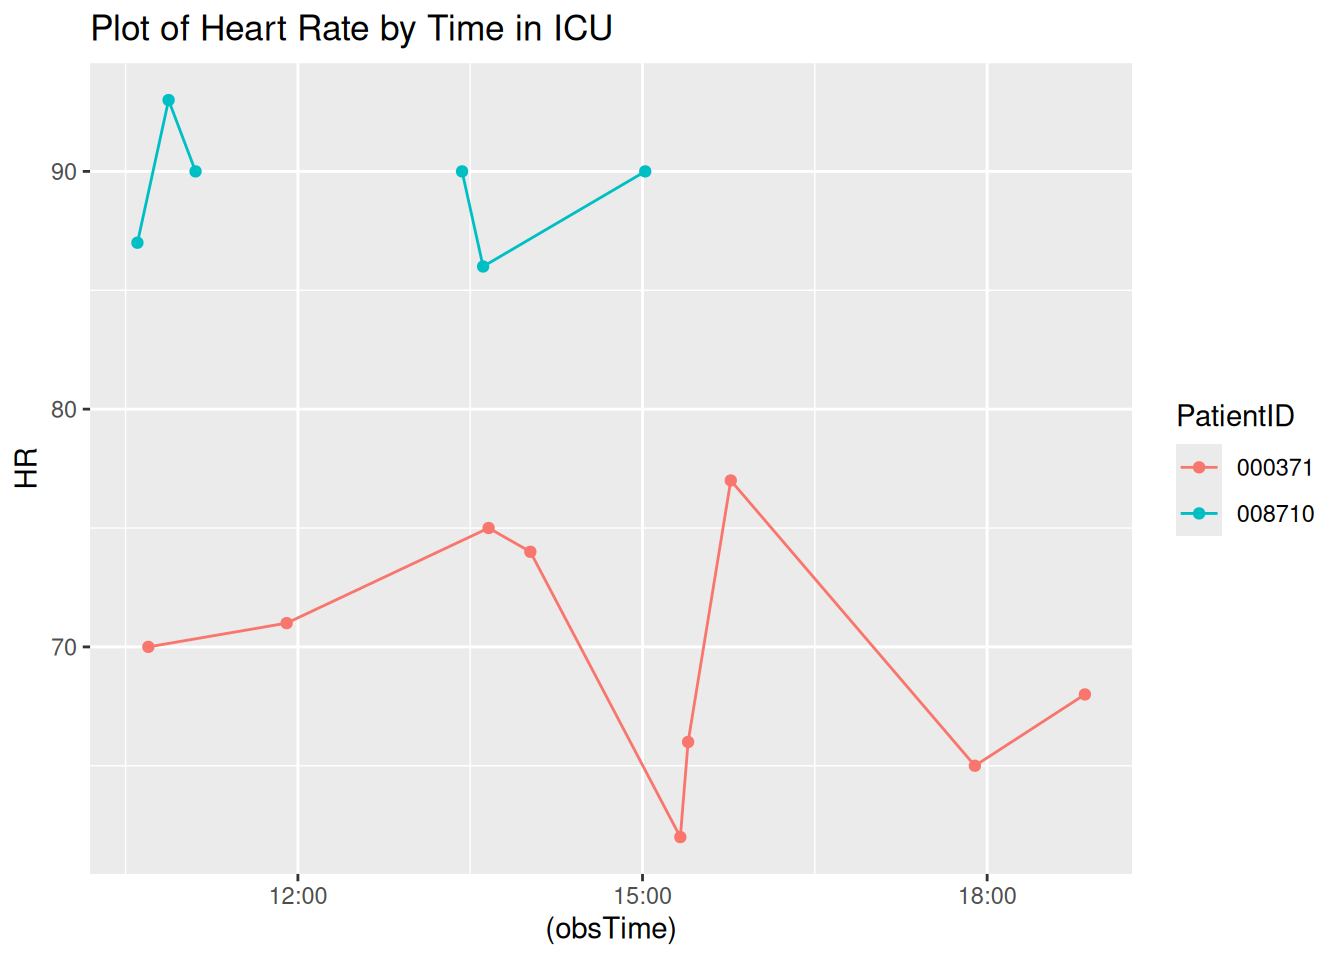 Plot of Heart Rate by Time in ICU
90
80
70
HR
12:00 15:00 18:00
(obsTime)
PatientID
000371
008710